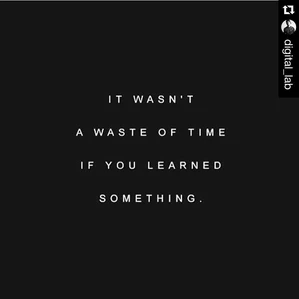 IT WASN'T
A WASTE OF TIME
IF YOU LEARNED
SOMETHING.
digital_lab